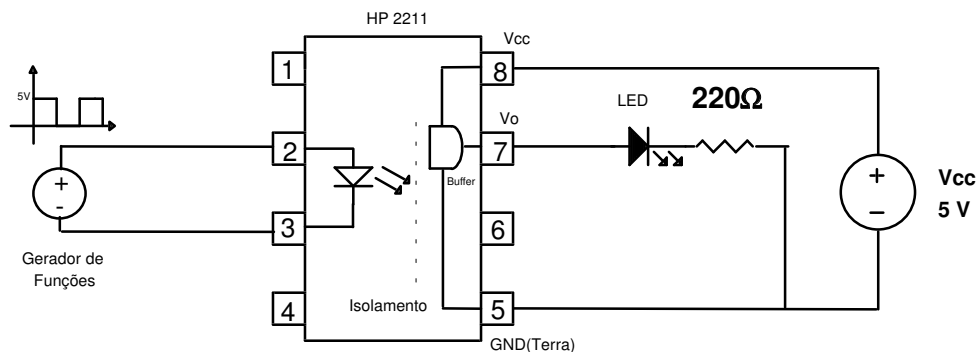 HP 2211
Vcc
1
8
5V
LED
220Ω
Vo
2
7
+
-
Buffer
+
−
Vcc
5 V
3
6
Gerador de
Funções
4
Isolamento
5
GND(Terra)